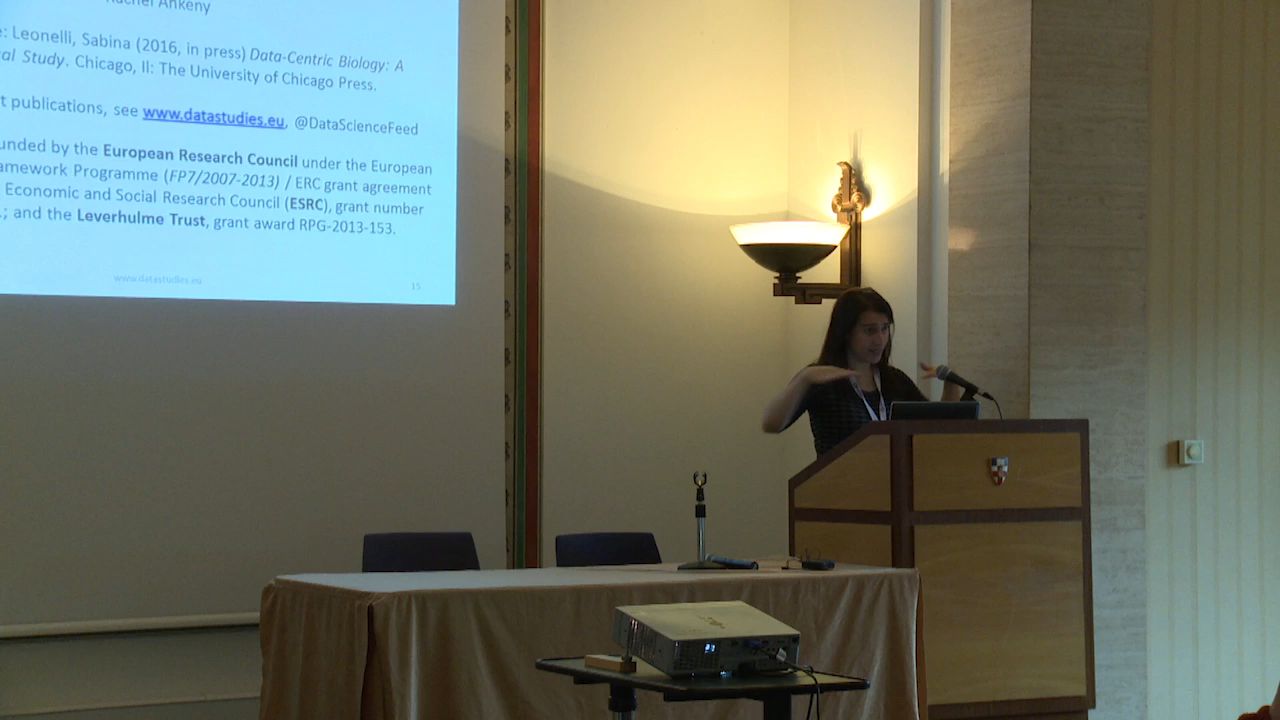 Rachel Ankeny
e: Leonelli, Sabina (2016, in press) Data-Centric Biology: A
al Study. Chicago, Il: The University of Chicago Press.
t publications, see www.datastudies.eu, @DataScienceFeed
unded by the European Research Council under the European
amework Programme (FP7/2007-2013) / ERC grant agreement
Economic and Social Research Council (ESRC), grant number
.; and the Leverhulme Trust, grant award RPG-2013-153.
www.datastudies.eu
15